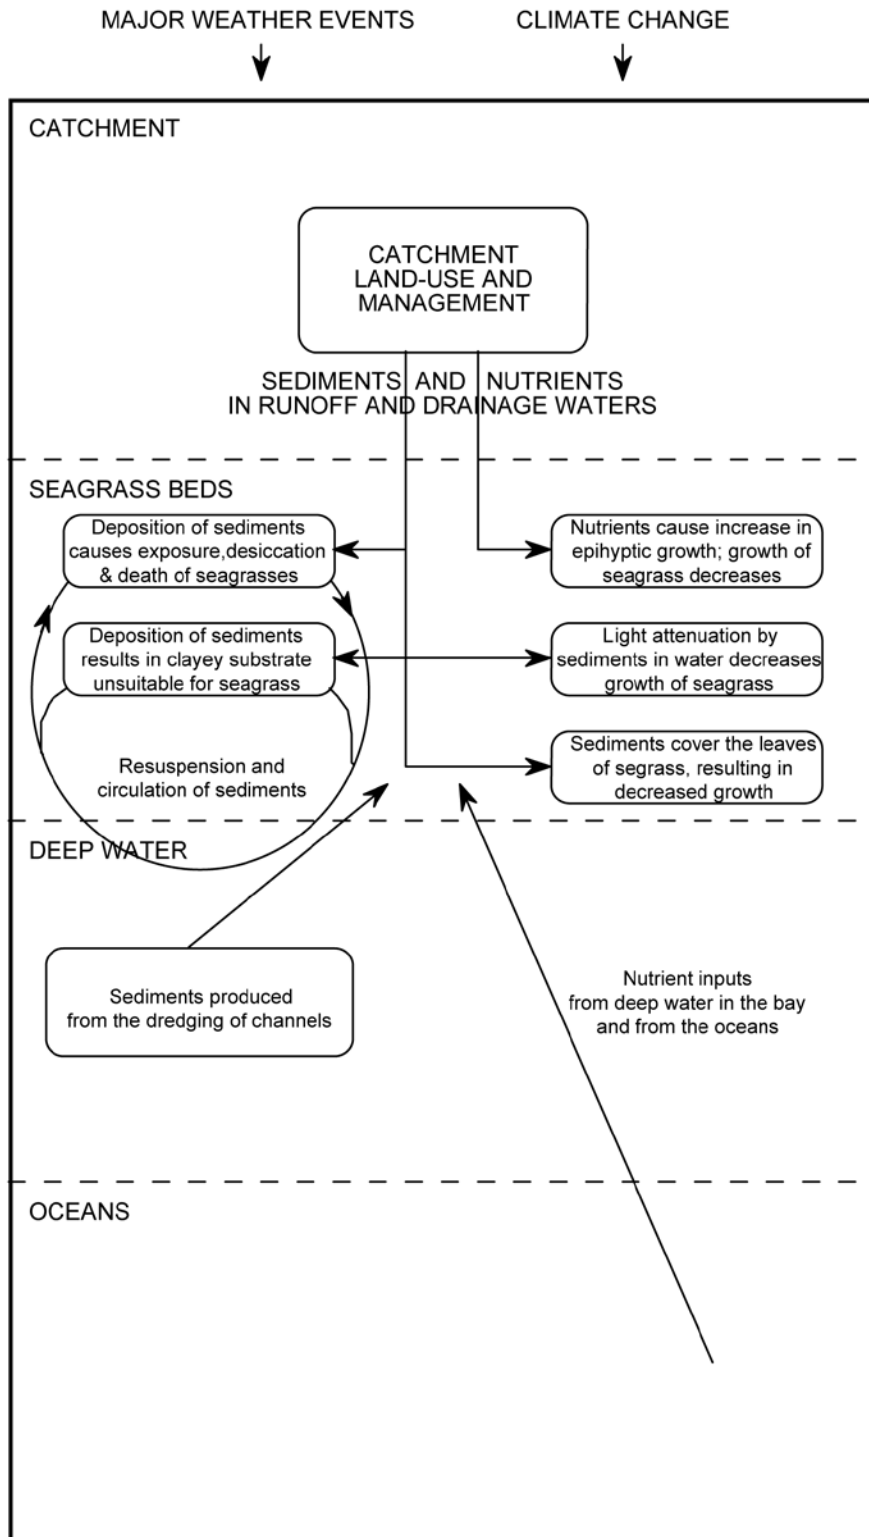 MAJOR WEATHER EVENTS
CLIMATE CHANGE
CATCHMENT
CATCHMENT
LAND-USE AND
MANAGEMENT
SEDIMENTS AND NUTRIENTS
IN RUNOFF AND DRAINAGE WATERS
SEAGRASS BEDS
Deposition of sediments
causes exposure,desiccation
& death of seagrasses
Nutrients cause increase in
epihyptic growth; growth of
seagrass decreases
Deposition of sediments
results in clayey substrate
unsuitable for seagrass
Light attenuation by
sediments in water decreases
growth of seagrass
Resuspension and
circulation of sediments
Sediments cover the leaves
of segrass, resulting in
decreased growth
DEEP WATER
Sediments produced
from the dredging of channels
Nutrient inputs
from deep water in the bay
and from the oceans
OCEANS